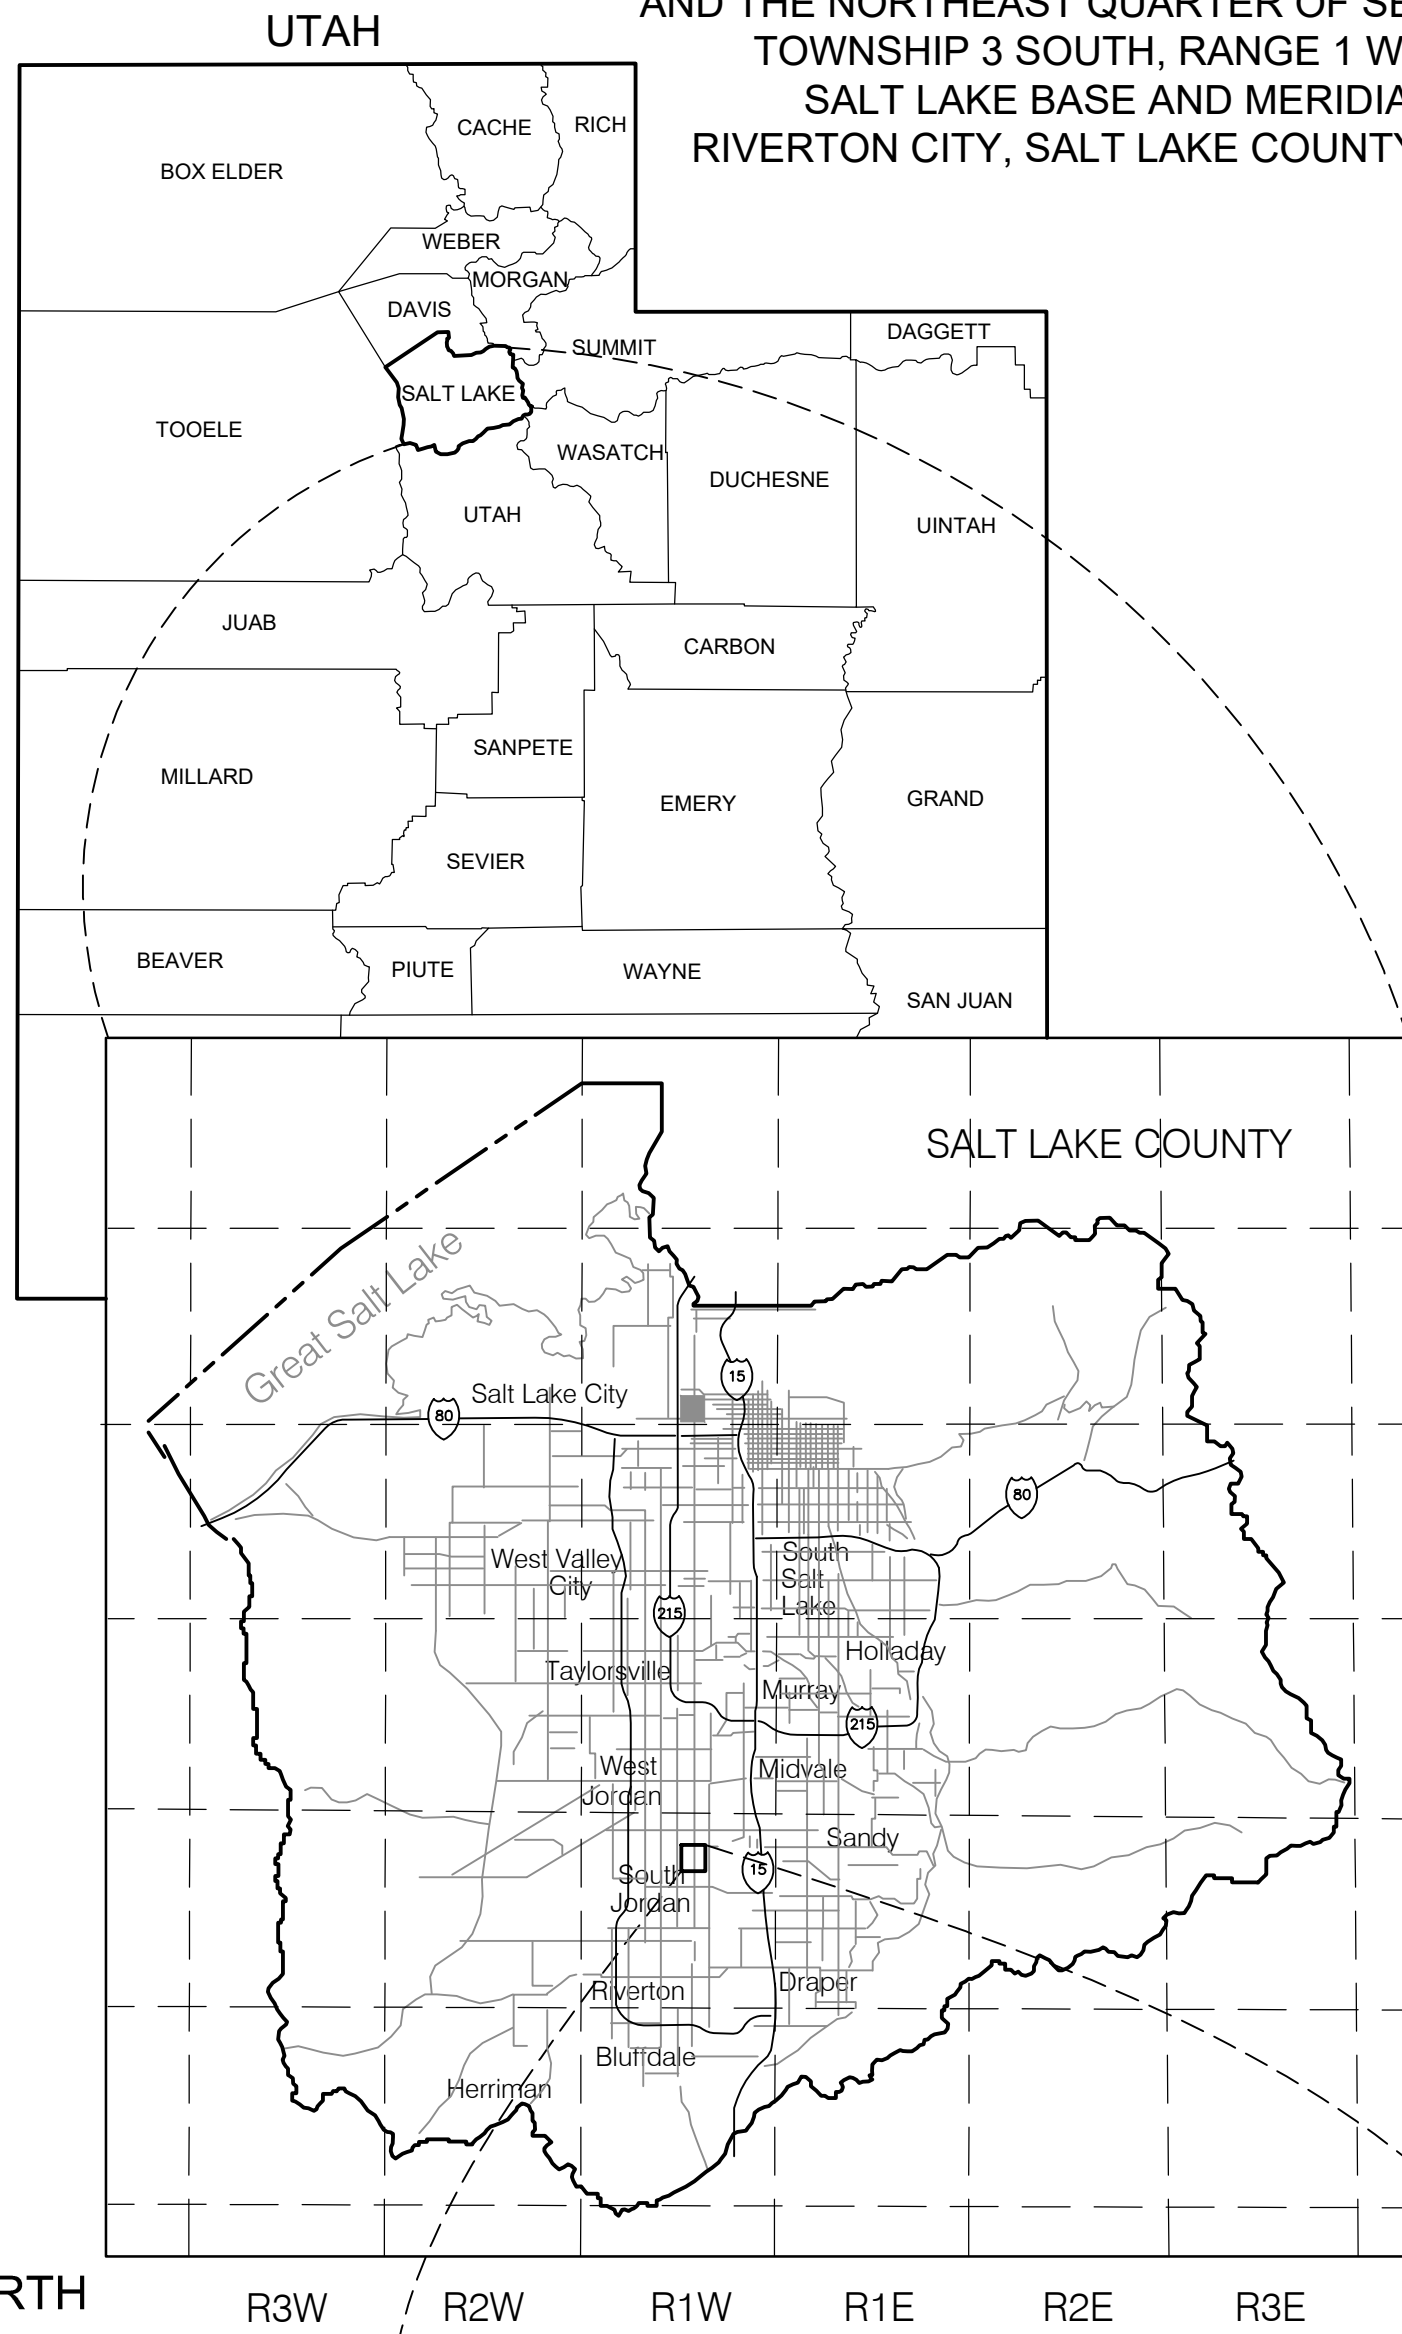 UTAH
AND THE NORTHEAST QUARTER OF SE
TOWNSHIP 3 SOUTH, RANGE 1 W
SALT LAKE BASE AND MERIDIA
RIVERTON CITY, SALT LAKE COUNTY
CACHE
RICH
BOX ELDER
WEBER
MORGAN
DAVIS
DAGGETT
SUMMIT
SALT LAKE
TOOELE
WASATCH
DUCHESNE
UTAH
UINTAH
JUAB
CARBON
SANPETE
MILLARD
EMERY
GRAND
SEVIER
BEAVER
PIUTE
WAYNE
SAN JUAN
SALT LAKE COUNTY
Great Salt Lake
15
Salt Lake City
80
80
West Valley
City
South
Salt
Lake
215
Holladay
Taylorsville
Murray
215
West
Jordan
Midvale
Sandy
15
South
Jordan
Draper
Riverton
Bluffdale
Herriman
RTH
R3W
R2W
R1W
R1E
R2E
R3E